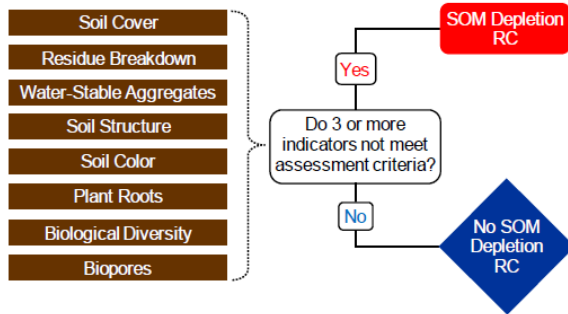 Soil Cover
Residue Breakdown
Water-Stable Aggregates
Soil Structure
Soil Color
Plant Roots
Biological Diversity
Biopores
SOM Depletion
RC
Yes
Do 3 or more
indicators not meet
assessment criteria?
No
No SOM
Depletion
RC